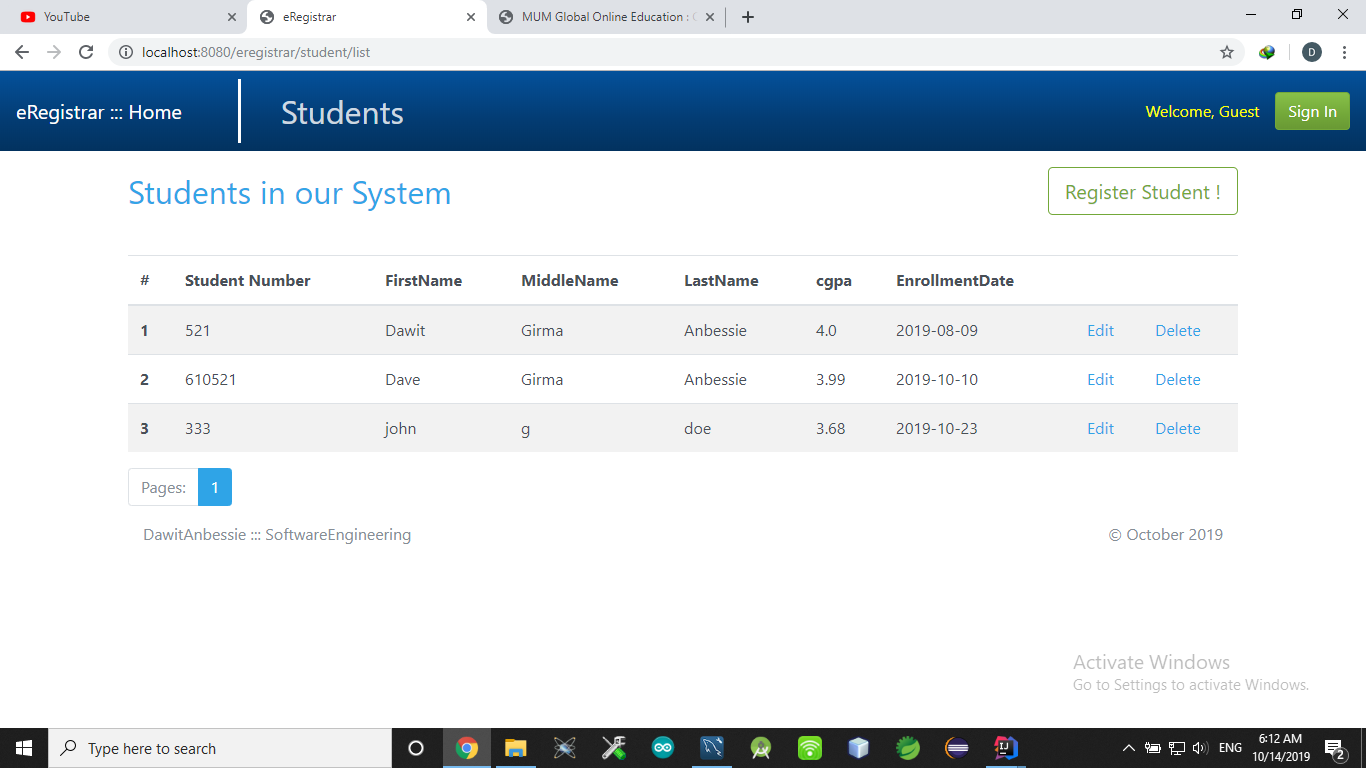 YouTube
eRegistrar
MUM Global Online Education :
localhost:8080/eregistrar/student/list
D
eRegistrar ::: Home
Students
Welcome, Guest
Sign In
Students in our System
Register Student !
# Student Number FirstName MiddleName LastName cgpa EnrollmentDate
1 521 Dawit Girma Anbessie 4.0 2019-08-09 Edit Delete
2 610521 Dave Girma Anbessie 3.99 2019-10-10 Edit Delete
3 333 john g doe 3.68 2019-10-23 Edit Delete
Pages: 1
DawitAnbessie ::: SoftwareEngineering
© October 2019
Activate Windows
Go to Settings to activate Windows.
Type here to search
ENG
6:12 AM
10/14/2019
2